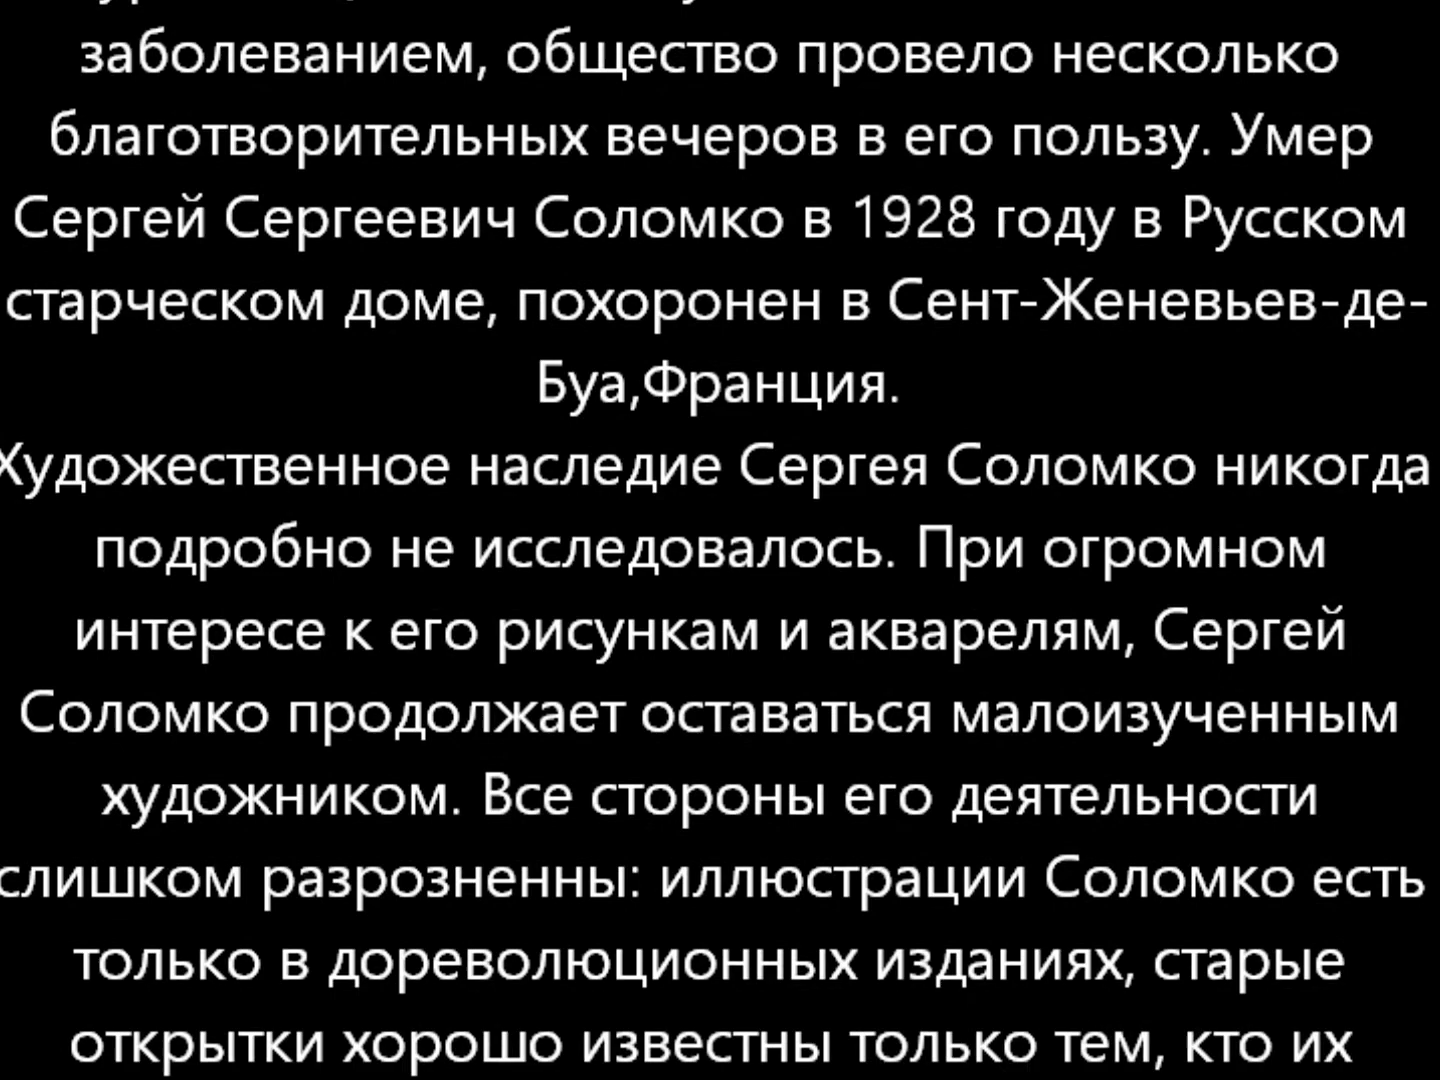 заболеванием, общество провело несколько
благотворительных вечеров в его пользу. Умер
Сергей Сергеевич Соломко в 1928 году в Русском
старческом доме, похоронен в Сент-Женевьев-де-
Буа,Франция.
Художественное наследие Сергея Соломко никогда
подробно не исследовалось. При огромном
интересе к его рисункам и акварелям, Сергей
Соломко продолжает оставаться малоизученным
художником. Все стороны его деятельности
слишком разрозненны: иллюстрации Соломко есть
только в дореволюционных изданиях, старые
открытки хорошо известны только тем, кто их